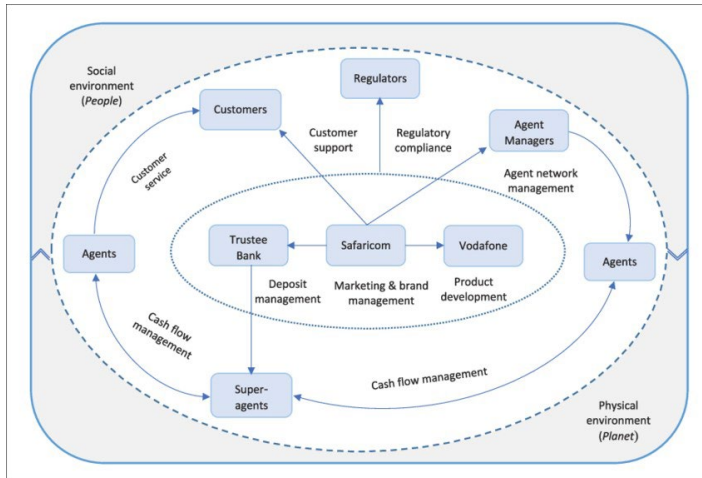 Social
environment
(People)
Regulators
Customers
Customer
support
Regulatory
compliance
Agent
Managers
Agent network
management
Customer
service
Agents
Trustee
Bank
Safaricom
Vodafone
Agents
Deposit
management
Marketing & brand
management
Product
development
Cash flow
management
Super-
agents
Cash flow management
Physical
environment
(Planet)